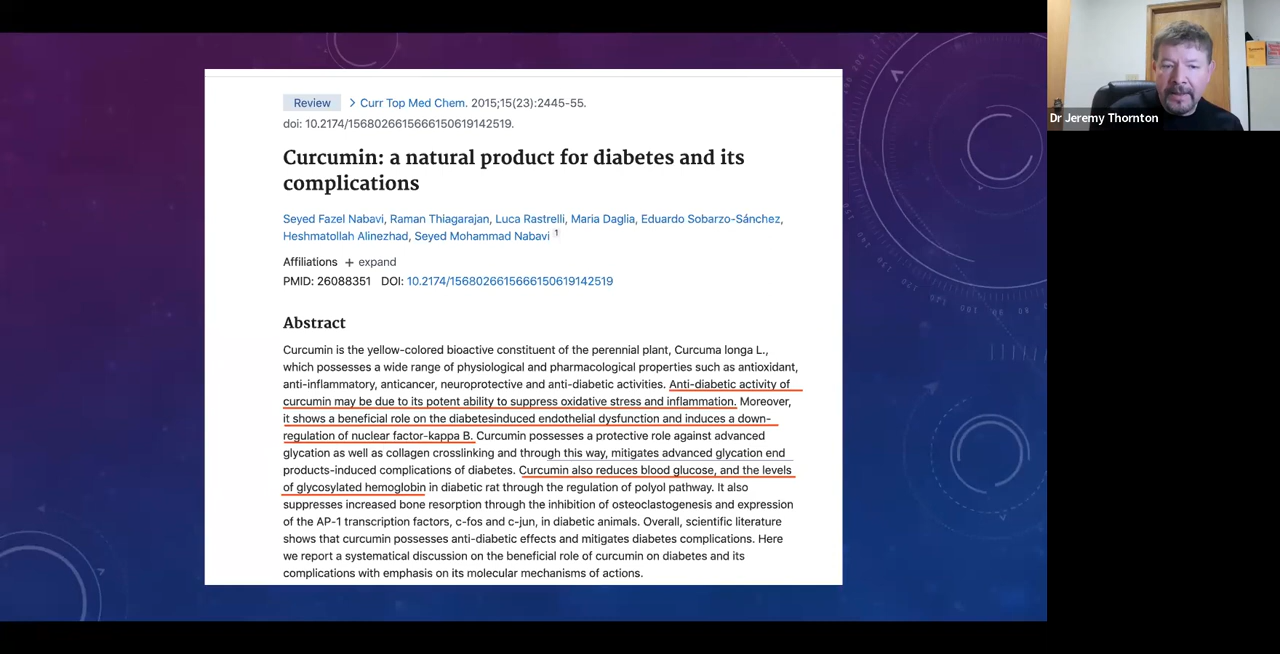 Review > Curr Top Med Chem. 2015;15(23):2445-55.
doi: 10.2174/1568026615666150619142519.
Curcumin: a natural product for diabetes and its
complications
Seyed Fazel Nabavi, Raman Thiagarajan, Luca Rastrelli, Maria Daglia, Eduardo Sobarzo-Sánchez,
Heshmatollah Alinezhad, Seyed Mohammad Nabavi 1
Affiliations + expand
PMID: 26088351 DOI: 10.2174/1568026615666150619142519
Abstract
Curcumin is the yellow-colored bioactive constituent of the perennial plant, Curcuma longa L.,
which possesses a wide range of physiological and pharmacological properties such as antioxidant,
anti-inflammatory, anticancer, neuroprotective and anti-diabetic activities. Anti-diabetic activity of
curcumin may be due to its potent ability to suppress oxidative stress and inflammation. Moreover,
it shows a beneficial role on the diabetesinduced endothelial dysfunction and induces a down-
regulation of nuclear factor-kappa B. Curcumin possesses a protective role against advanced
glycation as well as collagen crosslinking and through this way, mitigates advanced glycation end
products-induced complications of diabetes. Curcumin also reduces blood glucose, and the levels
of glycosylated hemoglobin in diabetic rat through the regulation of polyol pathway. It also
suppresses increased bone resorption through the inhibition of osteoclastogenesis and expression
of the AP-1 transcription factors, c-fos and c-jun, in diabetic animals. Overall, scientific literature
shows that curcumin possesses anti-diabetic effects and mitigates diabetes complications. Here
we report a systematical discussion on the beneficial role of curcumin on diabetes and its
complications with emphasis on its molecular mechanisms of actions.
Dr Jeremy Thornton